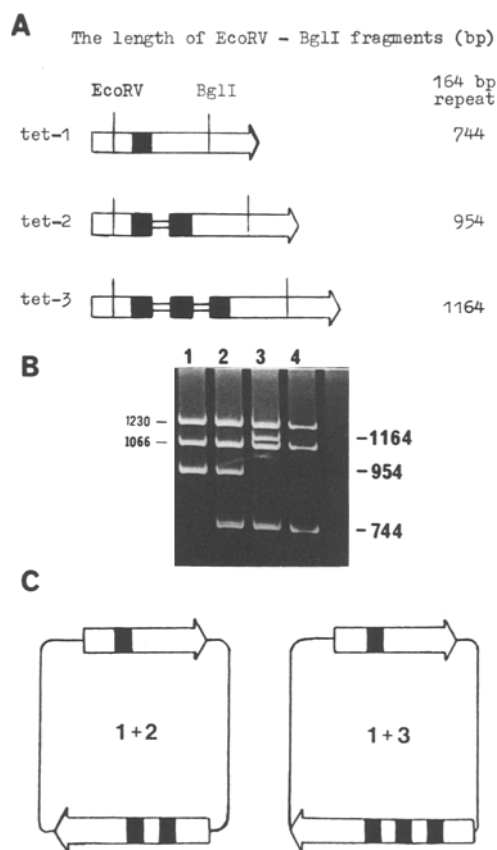 A
The length of EcoRV – BglI fragments (bp)
EcoRV BglI 164 bp repeat
tet-1 744
tet-2 954
tet-3 1164
B
1 2 3 4
1230 –
1066 –
-1164
-954
-744
C
1+2 1+3